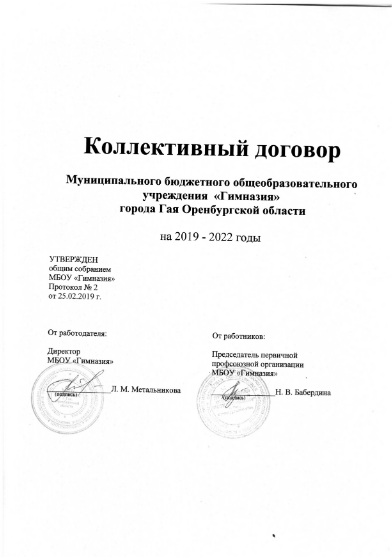 Коллективный договор
Муниципального бюджетного общеобразовательного
учреждения «Гимназия»
города Гая Оренбургской области
на 2019 - 2022 годы
УТВЕРЖДЕН
общим собранием
МБОУ «Гимназия»
Протокол № 2
от 25.02.2019 г.
От работодателя:
Директор
МБОУ «Гимназия»
Л. М. Метальникова
(подпись)
От работников:
Председатель первичной
профсоюзной организации
МБОУ «Гимназия»
Н. В. Бабердина
(подпись)